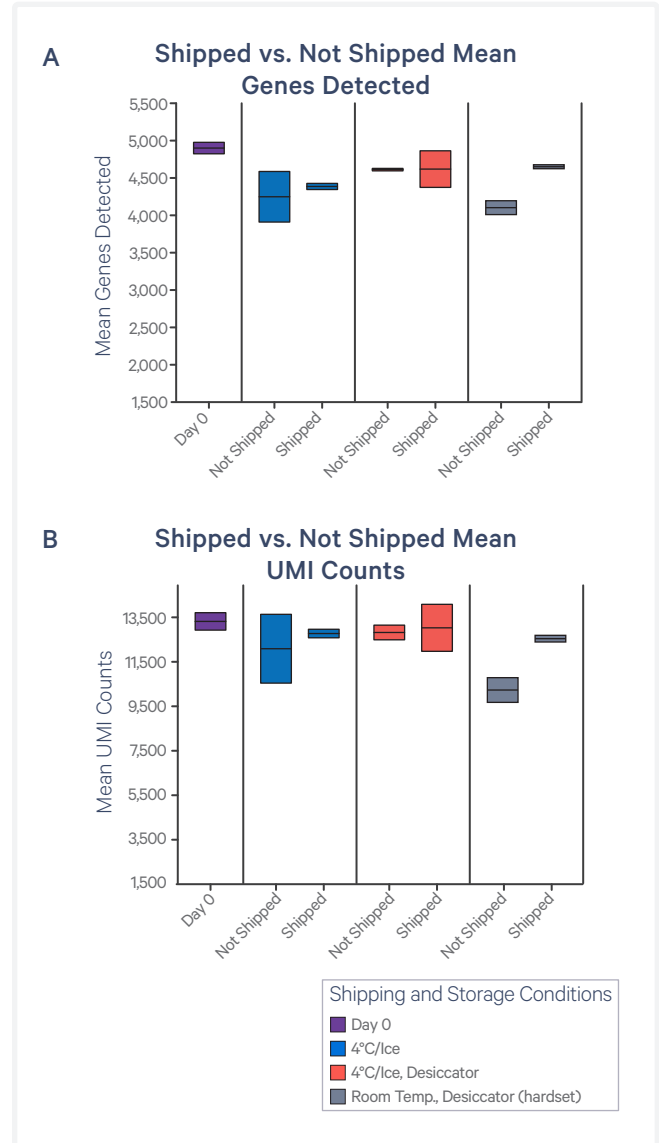 A
Shipped vs. Not Shipped Mean
Genes Detected
Mean Genes Detected
5,500
5,000
4,500
4,000
3,500
3,000
2,500
2,000
1,500
Day 0
Not Shipped
Shipped
Not Shipped
Shipped
Not Shipped
Shipped
B
Shipped vs. Not Shipped Mean
UMI Counts
Mean UMI Counts
13,500
11,500
9,500
7,500
5,500
3,500
1,500
Day 0
Not Shipped
Shipped
Not Shipped
Shipped
Not Shipped
Shipped
Shipping and Storage Conditions
Day 0
4°C/Ice
4°C/Ice, Desiccator
Room Temp., Desiccator (hardset)